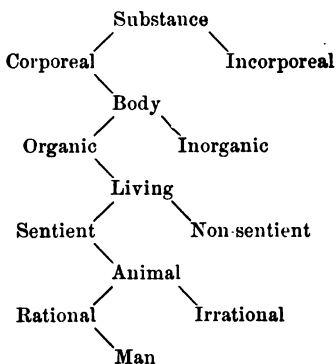 Substance
Corporeal Incorporeal
Body
Organic Inorganic
Living
Sentient Non-sentient
Animal
Rational Irrational
Man